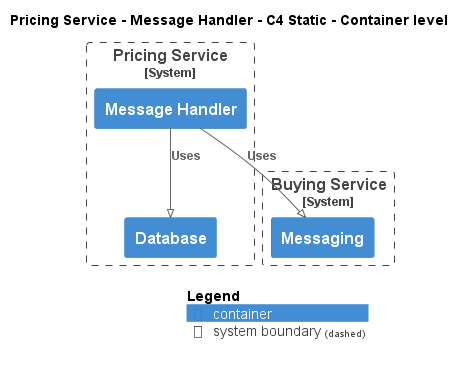 Pricing Service - Message Handler - C4 Static - Container level
Pricing Service
[System]
Message Handler
Uses
Uses
Buying Service
[System]
Database
Messaging
Legend
container
system boundary (dashed)